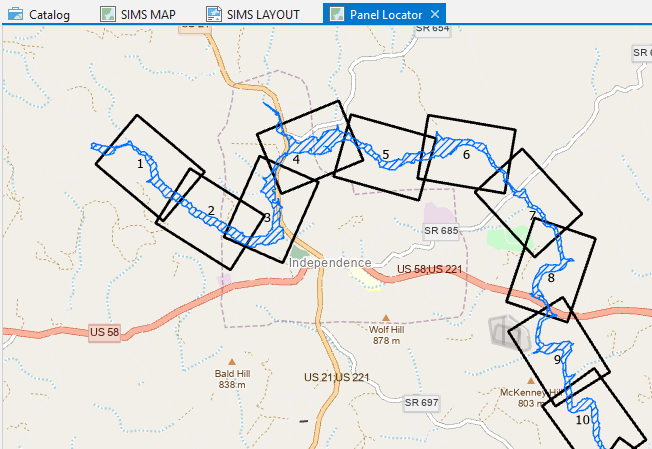 Catalog
SIMS MAP
SIMS LAYOUT
Panel Locator
SR 654
1
4
5
6
2
3
7
SR 685
Independence
US 58;US 221
8
US 58
Wolf Hill
878 m
9
Bald Hill
838 m
US 21;US 221
McKenney Hill
803 m
SR 697
10